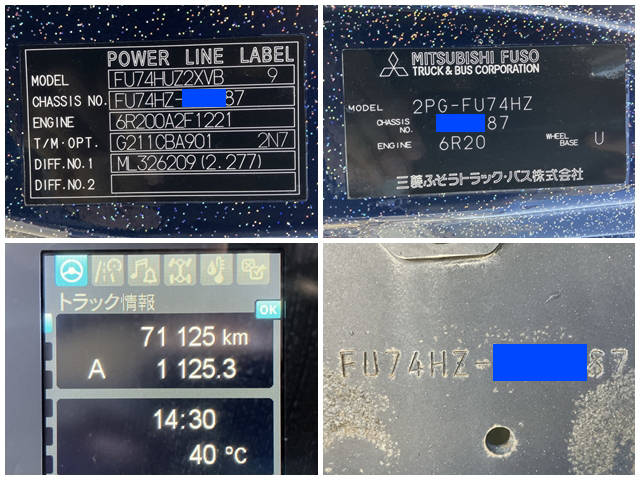 POWER LINE LABEL
MODEL FU74HUZ2XVB 9
CHASSIS NO. FU74HZ- 87
ENGINE 6R200A2F1221
T/M·OPT. G211CBA901 2N7
DIFF.NO.1 ML326209(2.277)
DIFF.NO.2
MITSUBISHI FUSO
TRUCK & BUS CORPORATION
MODEL 2PG-FU74HZ
CHASSIS NO. 87
ENGINE 6R20 WHEEL BASE U
三菱ふそうトラック・バス株式会社
トラック情報
OK
71 125 km
A 1 125.3
14:30
40 °C
FU74HZ- 87